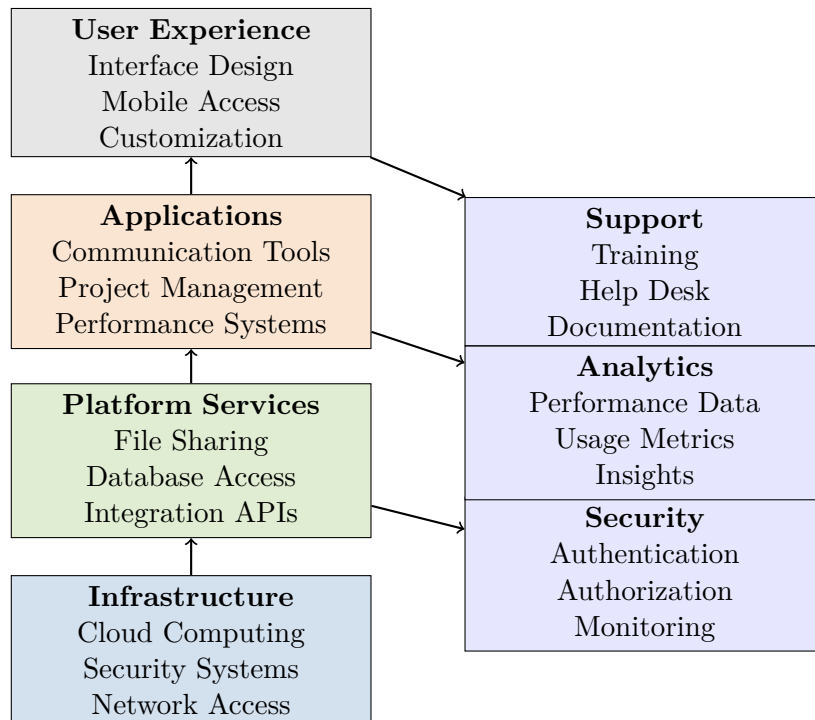 User Experience
Interface Design
Mobile Access
Customization
Applications
Communication Tools
Project Management
Performance Systems
Platform Services
File Sharing
Database Access
Integration APIs
Infrastructure
Cloud Computing
Security Systems
Network Access
Support
Training
Help Desk
Documentation
Analytics
Performance Data
Usage Metrics
Insights
Security
Authentication
Authorization
Monitoring